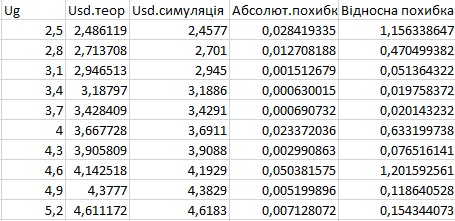 Ug Usd.теор Usd.симуляція Абсолют.похибк Відносна похибка
2,5 2,486119 2,4577 0,028419335 1,156338647
2,8 2,713708 2,701 0,012708188 0,470499382
3,1 2,946513 2,945 0,001512679 0,051364322
3,4 3,18797 3,1886 0,000630015 0,019758372
3,7 3,428409 3,4291 0,000690732 0,020143232
4 3,667728 3,6911 0,023372036 0,633199738
4,3 3,905809 3,9088 0,002990863 0,076516141
4,6 4,142518 4,1929 0,050381575 1,201592561
4,9 4,3777 4,3829 0,005199896 0,118640528
5,2 4,611172 4,6183 0,007128072 0,154344073